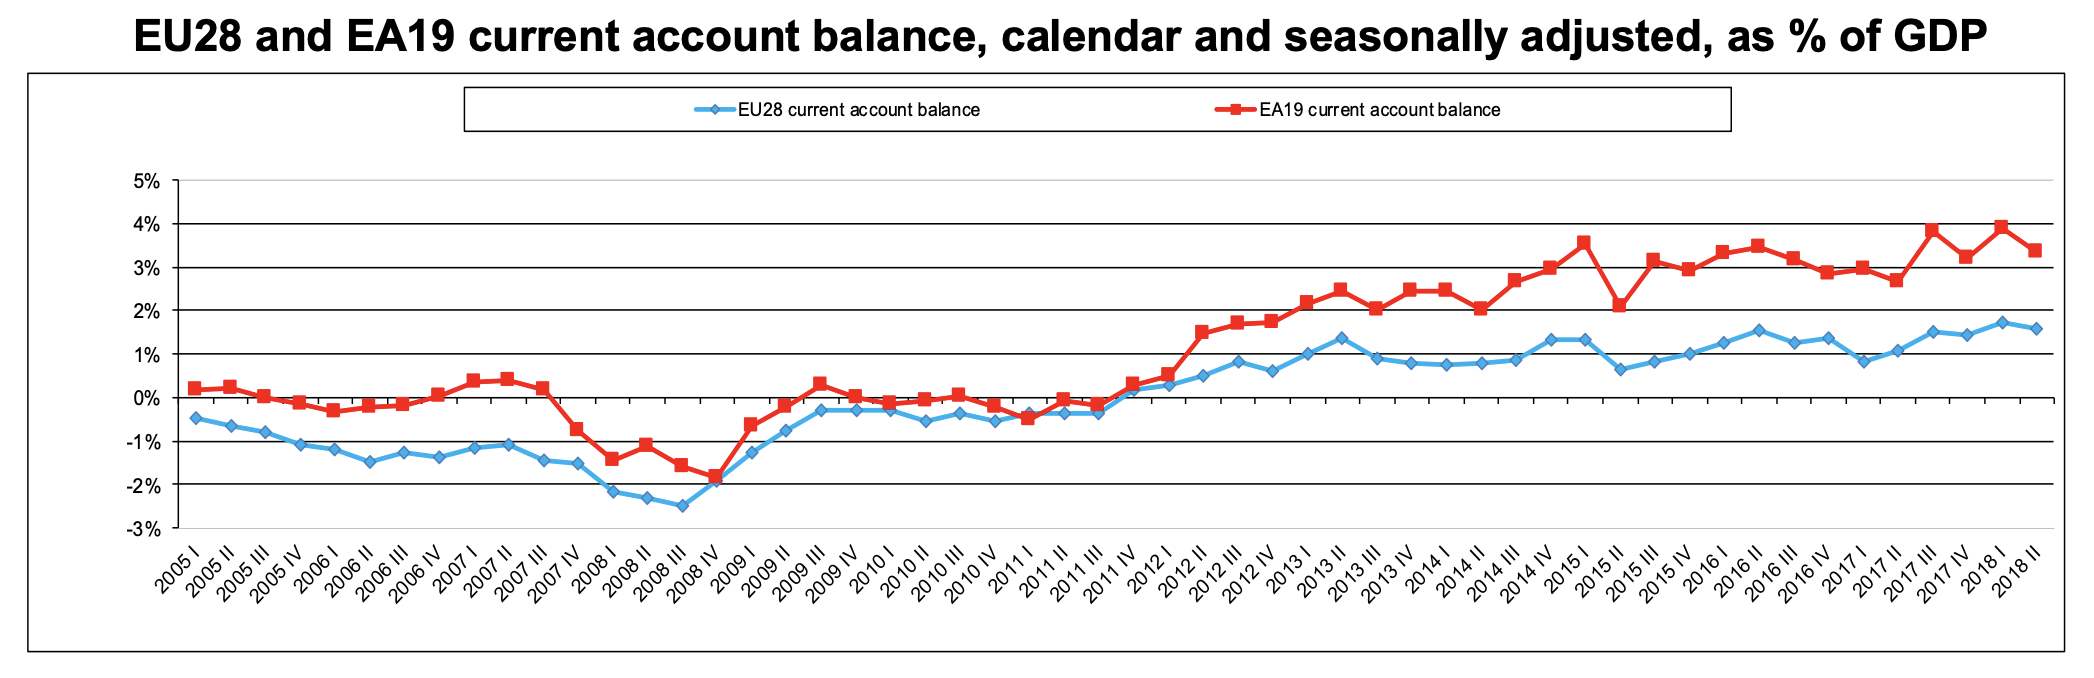 EU28 and EA19 current account balance, calendar and seasonally adjusted, as % of GDP
EU28 current account balance
EA19 current account balance
5%
4%
3%
2%
1%
0%
-1%
-2%
-3%
2005 I
2005 II
2005 III
2005 IV
2006 I
2006 II
2006 III
2006 IV
2007 I
2007 II
2007 III
2007 IV
2008 I
2008 II
2008 III
2008 IV
2009 I
2009 II
2009 III
2009 IV
2010 I
2010 II
2010 III
2010 IV
2011 I
2011 II
2011 III
2011 IV
2012 I
2012 II
2012 III
2012 IV
2013 I
2013 II
2013 III
2013 IV
2014 I
2014 II
2014 III
2014 IV
2015 I
2015 II
2015 III
2015 IV
2016 I
2016 II
2016 III
2016 IV
2017 I
2017 II
2017 III
2017 IV
2018 I
2018 II